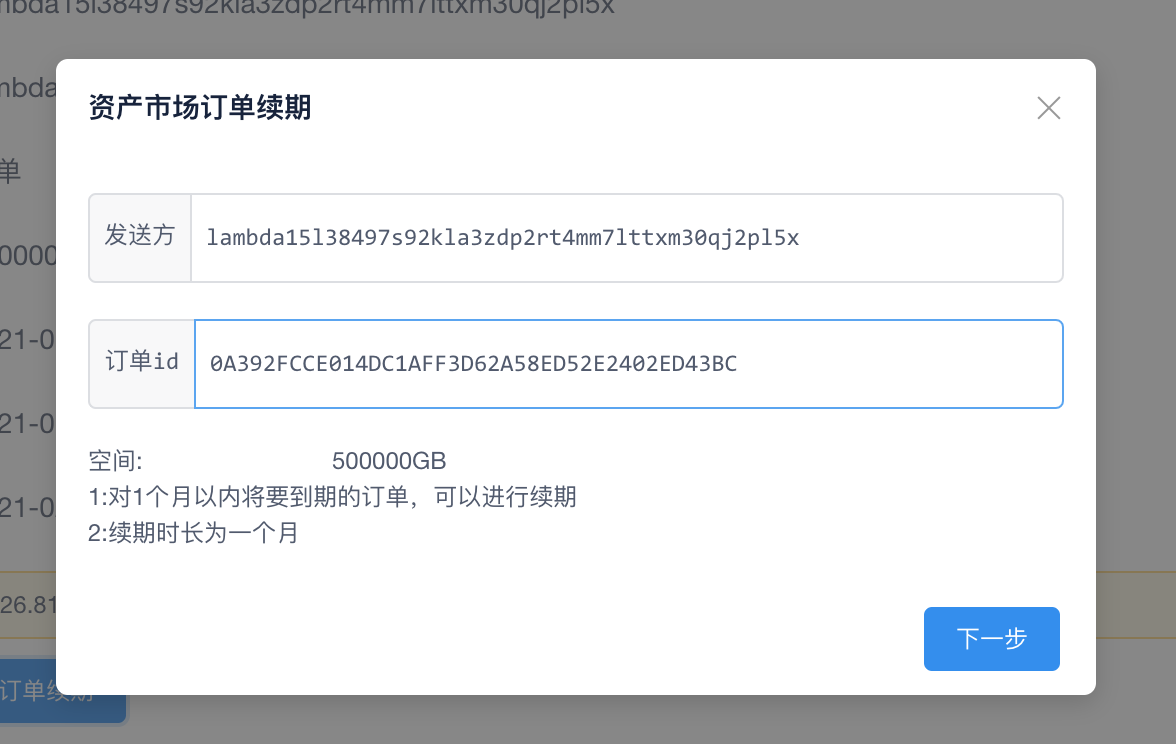 mbda15l38497s92kla3zdp2rt4mm7lttxm30qj2pl5x
资产市场订单续期
mbda
单
发送方 lambda15l38497s92kla3zdp2rt4mm7lttxm30qj2pl5x
0000
21-0
订单id 0A392FCCE014DC1AFF3D62A58ED52E2402ED43BC
21-0
空间: 500000GB
1:对1个月以内将要到期的订单，可以进行续期
21-0
2:续期时长为一个月
26.81
下一步
订单续期